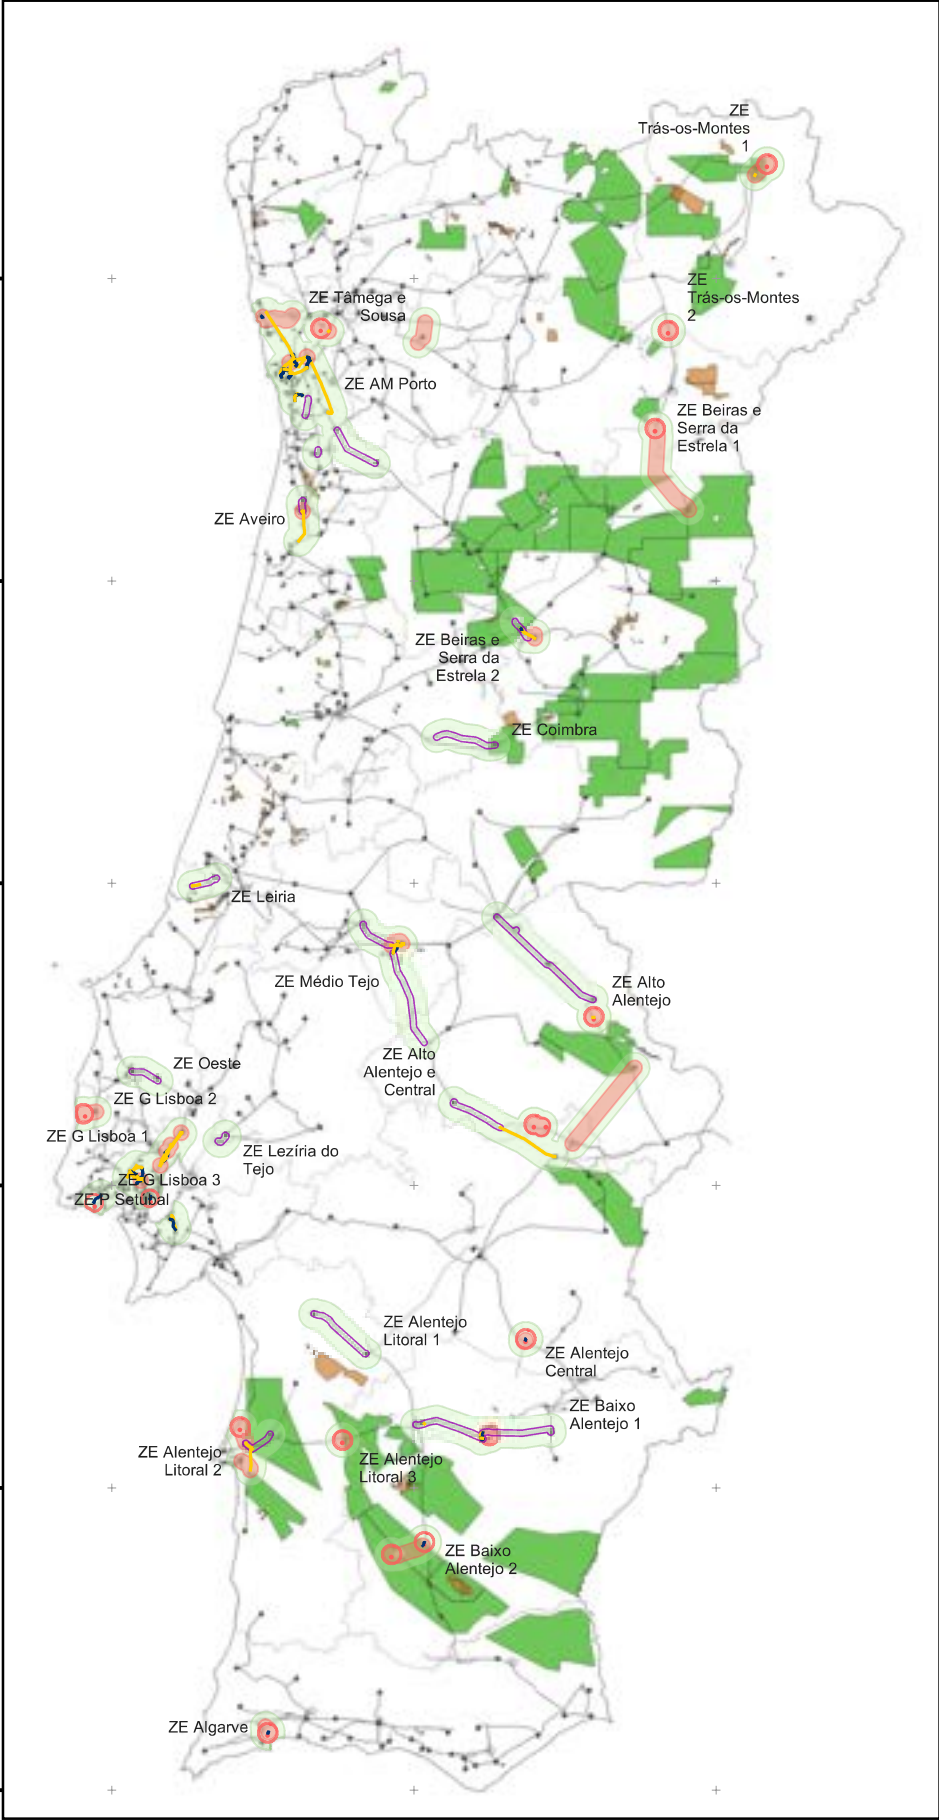 ZE
Trás-os-Montes
1
ZE
Trás-os-Montes
2
ZE Tâmega e
Sousa
ZE AM Porto
ZE Beiras e
Serra da
Estrela 1
ZE Aveiro
ZE Beiras e
Serra da
Estrela 2
ZE Coimbra
ZE Leiria
ZE Médio Tejo
ZE Alto
Alentejo
ZE Alto
Alentejo e
Central
ZE Oeste
ZE G Lisboa 2
ZE G Lisboa 1
ZE Lezíria do
Tejo
ZE G Lisboa 3
ZE P Setúbal
ZE Alentejo
Litoral 1
ZE Alentejo
Central
ZE Baixo
Alentejo 1
ZE Alentejo
Litoral 2
ZE Alentejo
Litoral 3
ZE Baixo
Alentejo 2
ZE Algarve